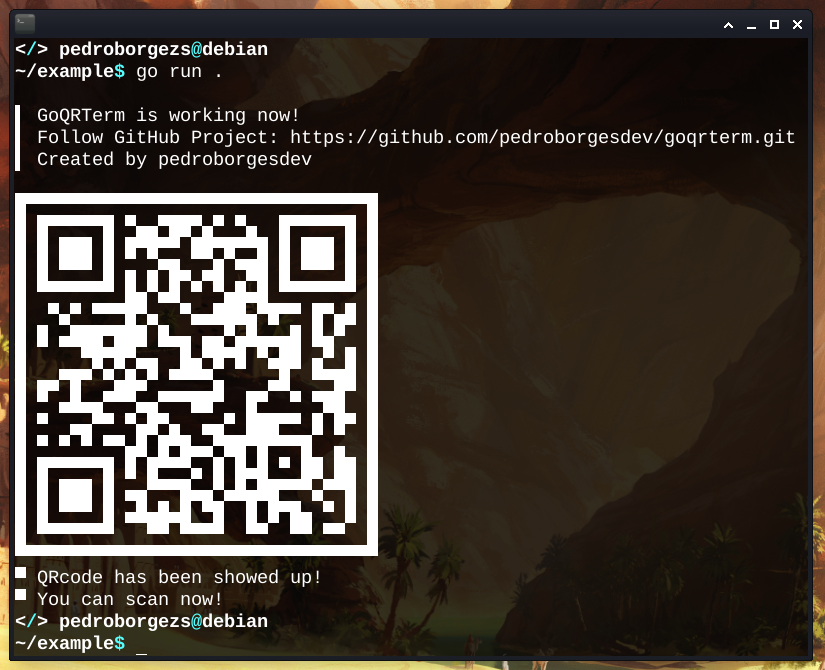 </> pedroborgezs@debian
~/example$ go run .
GoQRTerm is working now!
Follow GitHub Project: https://github.com/pedroborgesdev/goqrterm.git
Created by pedroborgesdev
QRcode has been showed up!
You can scan now!
</> pedroborgezs@debian
~/example$ _